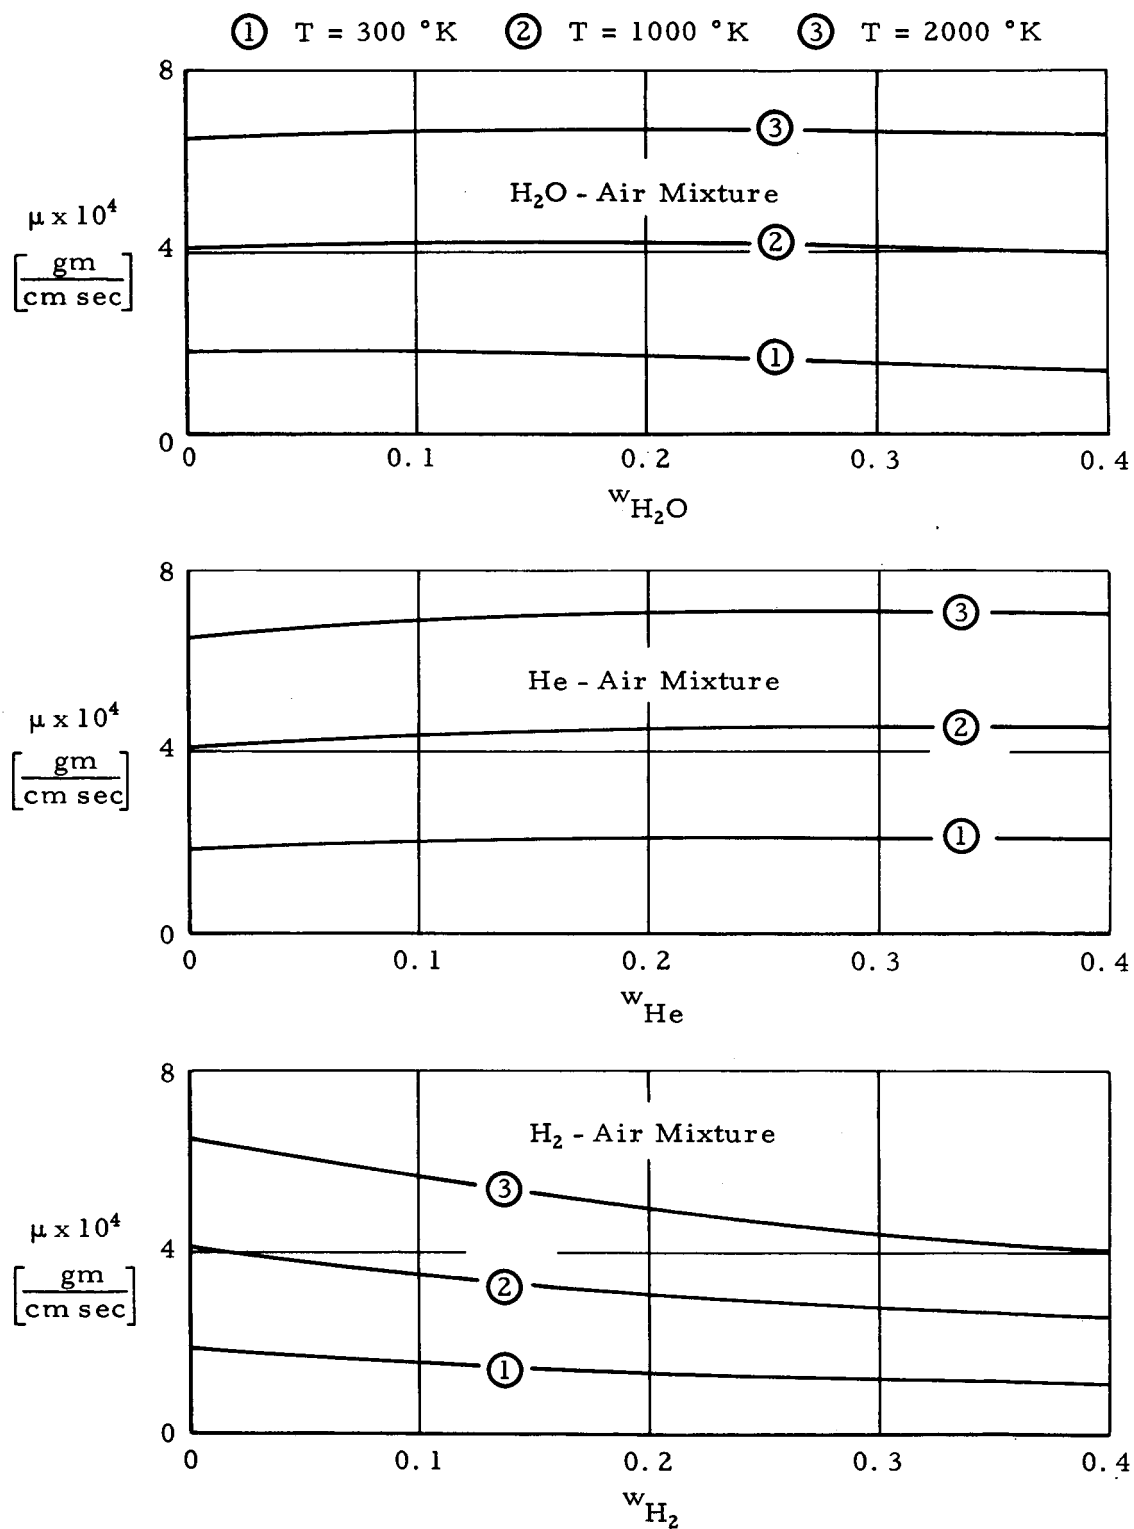 ① T = 300 °K ② T = 1000 °K ③ T = 2000 °K
8
③
H₂O - Air Mixture
μ x 10⁴
4
②
[gm
cm sec]
①
0
0 0.1 0.2 0.3 0.4
w H₂O
8
③
He - Air Mixture
μ x 10⁴
②
4
[gm
cm sec]
①
0
0 0.1 0.2 0.3 0.4
w He
8
H₂ - Air Mixture
③
μ x 10⁴
4
[gm
cm sec]
②
①
0
0 0.1 0.2 0.3 0.4
w H₂